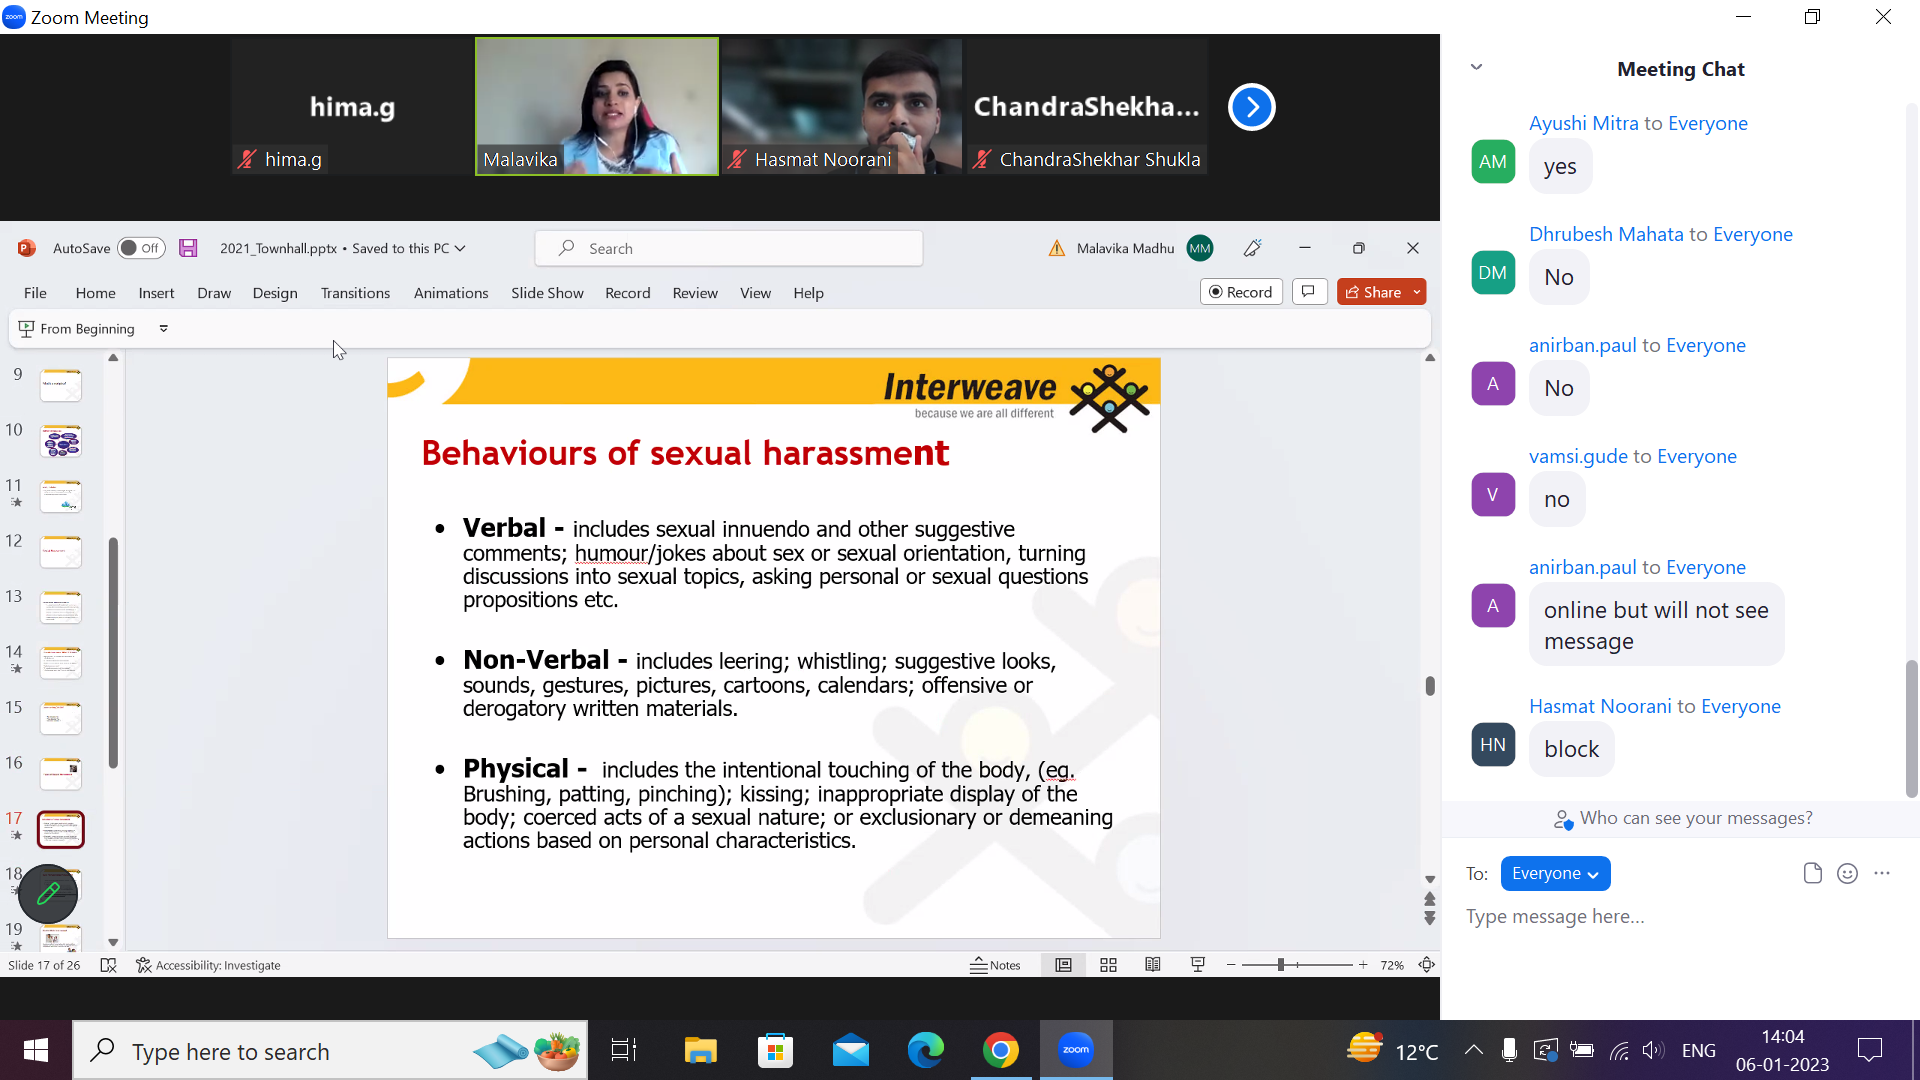 zoom Zoom Meeting
hima.g
ChandraShekha...
hima.g
Malavika
Hasmat Noorani
ChandraShekhar Shukla
AutoSave Off 2021_Townhall.pptx • Saved to this PC
Search
Malavika Madhu MM
File Home Insert Draw Design Transitions Animations Slide Show Record Review View Help
Record Share
From Beginning
9
10
11
12
13
14
15
16
17
18
19
Interweave
because we are all different
Behaviours of sexual harassment
• Verbal - includes sexual innuendo and other suggestive
comments; humour/jokes about sex or sexual orientation, turning
discussions into sexual topics, asking personal or sexual questions
propositions etc.
• Non-Verbal - includes leering; whistling; suggestive looks,
sounds, gestures, pictures, cartoons, calendars; offensive or
derogatory written materials.
• Physical - includes the intentional touching of the body, (eg.
Brushing, patting, pinching); kissing; inappropriate display of the
body; coerced acts of a sexual nature; or exclusionary or demeaning
actions based on personal characteristics.
Slide 17 of 26 Accessibility: Investigate
Notes 72%
Meeting Chat
Ayushi Mitra to Everyone
AM yes
Dhrubesh Mahata to Everyone
DM No
anirban.paul to Everyone
A No
vamsi.gude to Everyone
V no
anirban.paul to Everyone
A online but will not see
message
Hasmat Noorani to Everyone
HN block
Who can see your messages?
To: Everyone
Type message here...
Type here to search
zoom
12°C
ENG
14:04
06-01-2023